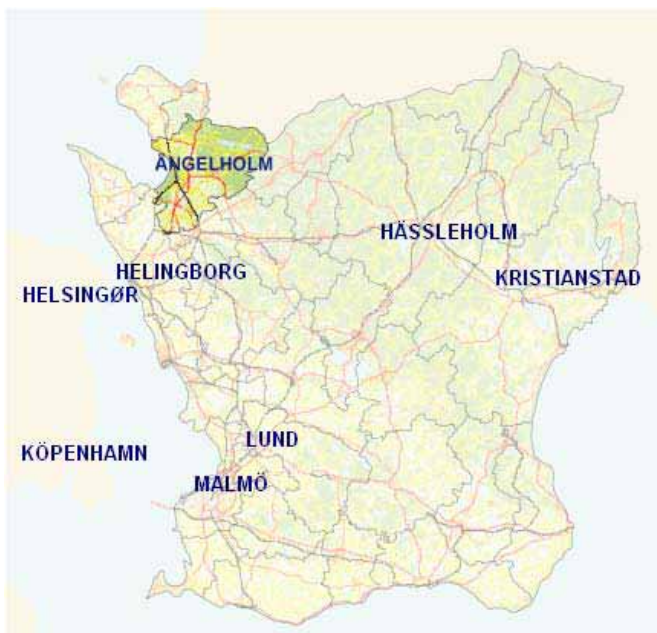 ÄNGELHOLM
HÄSSLEHOLM
HELINGBORG
KRISTIANSTAD
HELSINGØR
LUND
KÖPENHAMN
MALMÖ